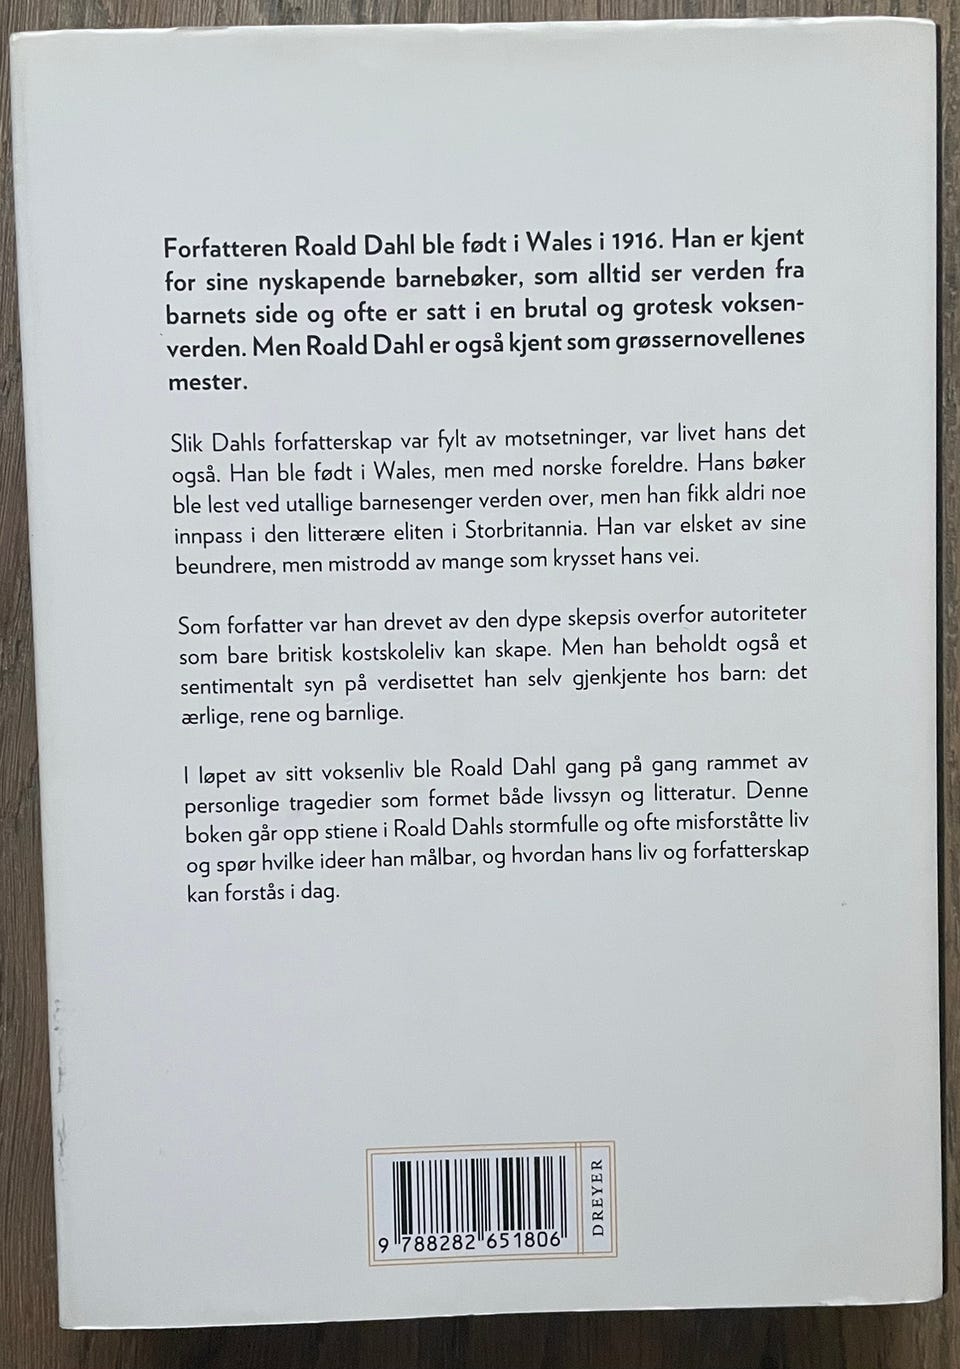 Forfatteren Roald Dahl ble født i Wales i 1916. Han er kjent
for sine nyskapende barnebøker, som alltid ser verden fra
barnets side og ofte er satt i en brutal og grotesk voksen-
verden. Men Roald Dahl er også kjent som grøssernovellenes
mester.
Slik Dahls forfatterskap var fylt av motsetninger, var livet hans det
også. Han ble født i Wales, men med norske foreldre. Hans bøker
ble lest ved utallige barnesenger verden over, men han fikk aldri noe
innpass i den litterære eliten i Storbritannia. Han var elsket av sine
beundrere, men mistrodd av mange som krysset hans vei.
Som forfatter var han drevet av den dype skepsis overfor autoriteter
som bare britisk kostskoleliv kan skape. Men han beholdt også et
sentimentalt syn på verdisettet han selv gjenkjente hos barn: det
ærlige, rene og barnlige.
I løpet av sitt voksenliv ble Roald Dahl gang på gang rammet av
personlige tragedier som formet både livssyn og litteratur. Denne
boken går opp stiene i Roald Dahls stormfulle og ofte misforståtte liv
og spør hvilke ideer han målbar, og hvordan hans liv og forfatterskap
kan forstås i dag.
9 788282 651806
DREYER